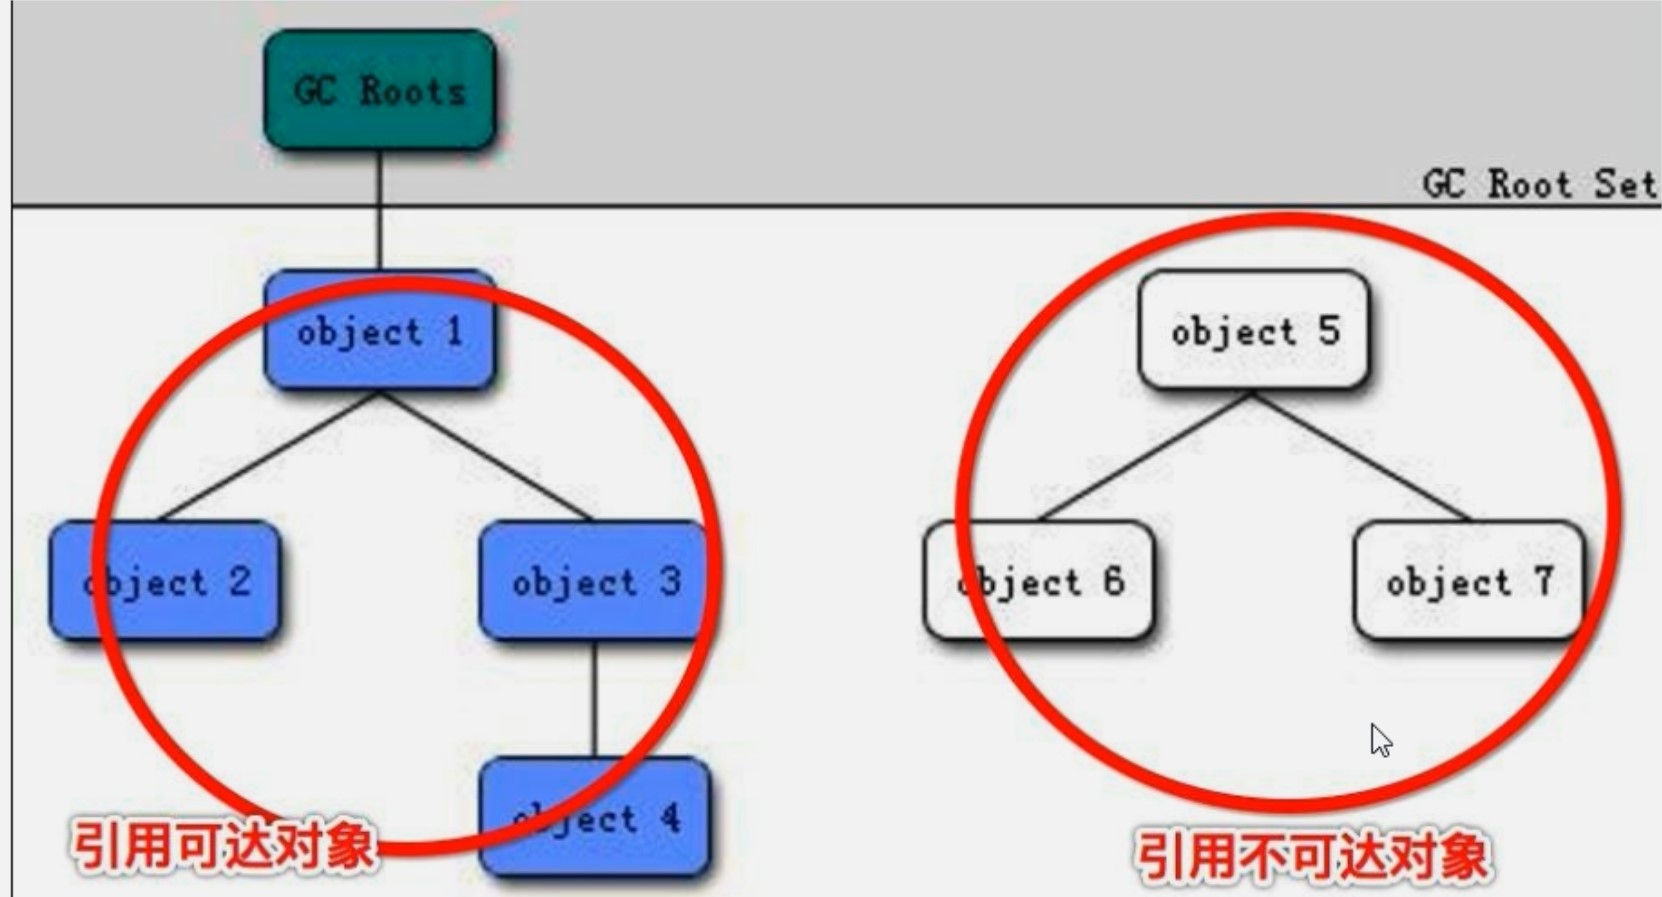 GC Roots
GC Root Set
object 1
object 5
object 2
object 3
object 6
object 7
object 4
引用可达对象
引用不可达对象